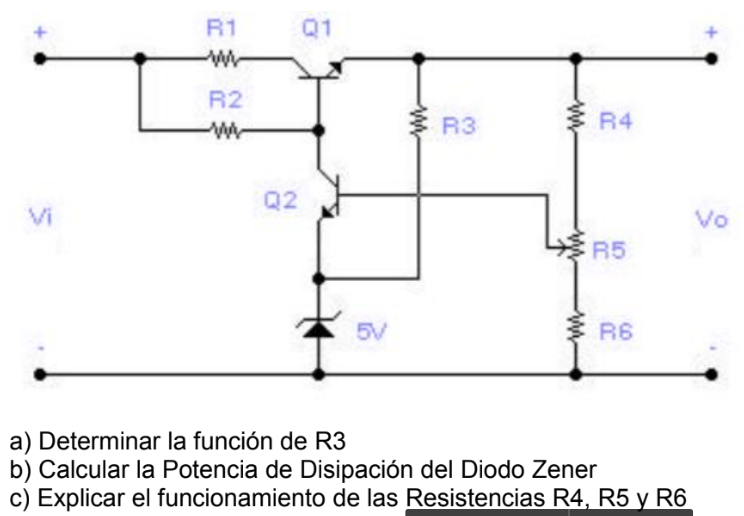 + R1 Q1 +
R2
R3 R4
Q2
Vi Vo
R5
5V R6
- -
a) Determinar la función de R3
b) Calcular la Potencia de Disipación del Diodo Zener
c) Explicar el funcionamiento de las Resistencias R4, R5 y R6